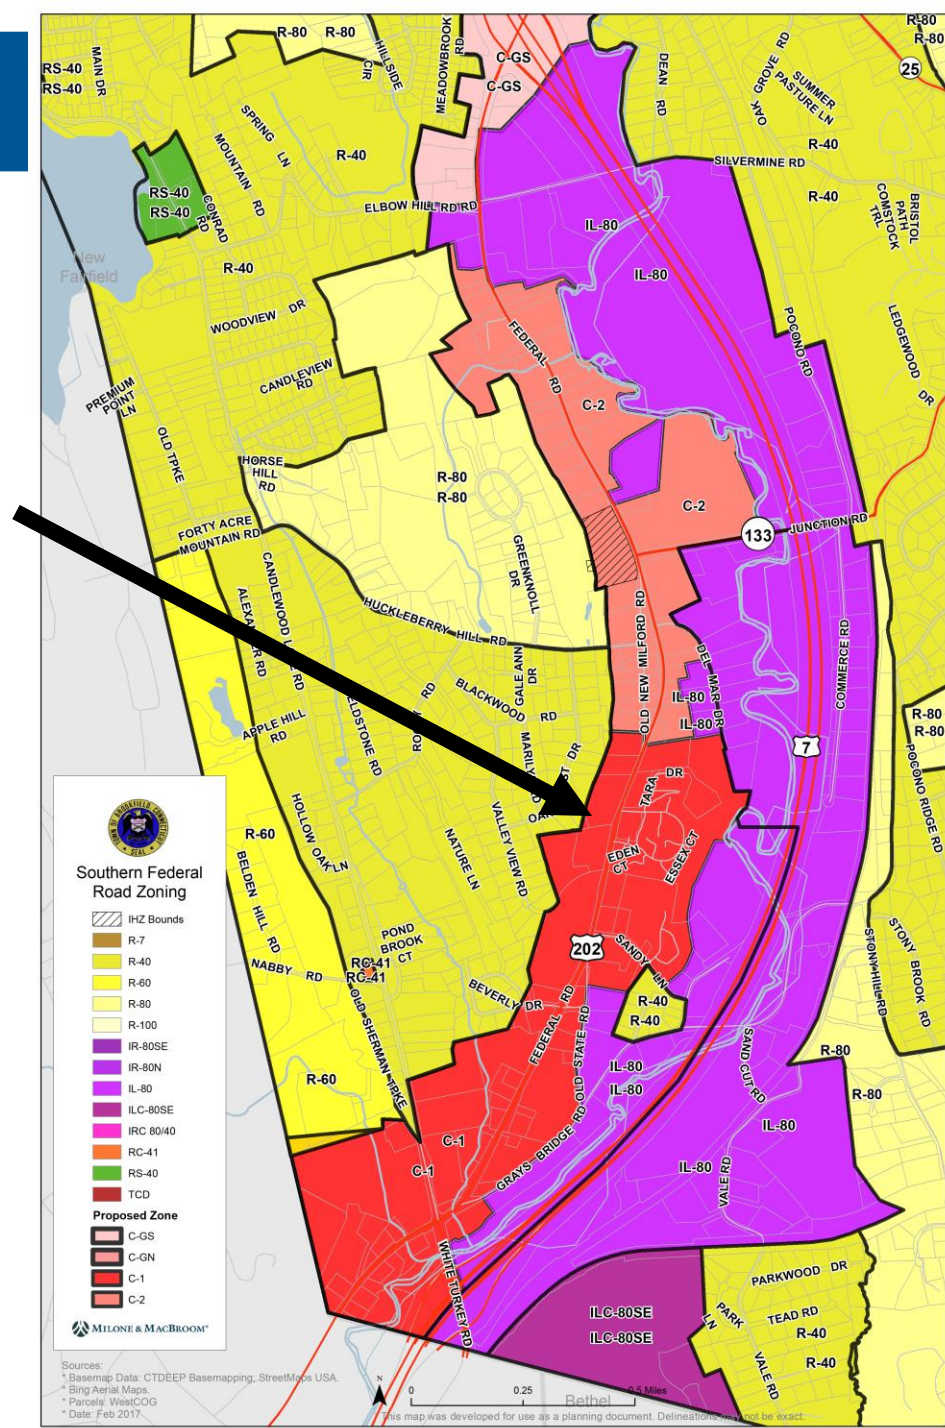 R-80
R-80
R-80
R-80
C-GS
C-GS
25
RS-40
RS-40
MAIN DR
HILLSIDE
CIR
MEADOWBROOK
RD
DEAN RD
OAK GROVE RD
SUMMER
PASTURE LN
SPRING LN
MOUNTAIN RD
R-40
R-40
SILVERMINE RD
RS-40
RS-40
CONRAD
RD
ELBOW HILL RD RD
R-40
BRISTOL
PATH
COMSTOCK
TRL
IL-80
IL-80
New
Fairfield
R-40
WOODVIEW DR
FEDERAL RD
POCONO RD
LEDGEWOOD DR
CANDLEVIEW
RD
PREMIUM
POINT
LN
OLD TPKE
C-2
HORSE
HILL
RD
R-80
R-80
C-2
133
JUNCTION RD
FORTY ACRE
MOUNTAIN RD
GREENKNOLL
DR
HUCKLEBERRY HILL RD
OLD NEW MILFORD RD
DEL MAR DR
COMMERCE RD
GALE ANN
DR
BLACKWOOD RD
IL-80
IL-80
R-80
R-80
APPLE HILL
RD
7
POCONO RIDGE RD
TARA DR
HOLLOW OAK LN
NATURE LN
VALLEY VIEW RD
EDEN
CT
ESSEX CT
R-60
BELDEN HILL RD
POND
BROOK
CT
202
SANDY LN
STONY HILL RD
STONY BROOK RD
NABBY RD
RC-41
RC-41
BEVERLY DR
R-40
R-40
OLD SHERMAN TPKE
FEDERAL RD
OLD STATE RD
SAND CUT RD
R-80
R-80
R-60
IL-80
IL-80
IL-80
C-1
C-1
GRAYS BRIDGE RD
IL-80
VALE RD
WHITE TURKEY RD
PARKWOOD DR
ILC-80SE
ILC-80SE
PARK
LN
TEAD RD
R-40
R-40
VALE RD
Southern Federal
Road Zoning
IHZ Bounds
R-7
R-40
R-60
R-80
R-100
IR-80SE
IR-80N
IL-80
ILC-80SE
IRC 80/40
RC-41
RS-40
TCD
Proposed Zone
C-GS
C-GN
C-1
C-2
MILONE & MACBROOM®
Sources:
* Basemap Data: CTDEEP Basemapping; StreetMaps USA.
* Bing Aerial Maps.
* Parcels: WestCOG
* Date: Feb 2017
N
0 0.25 0.5 Miles
Bethel
This map was developed for use as a planning document. Delineations may not be exact.